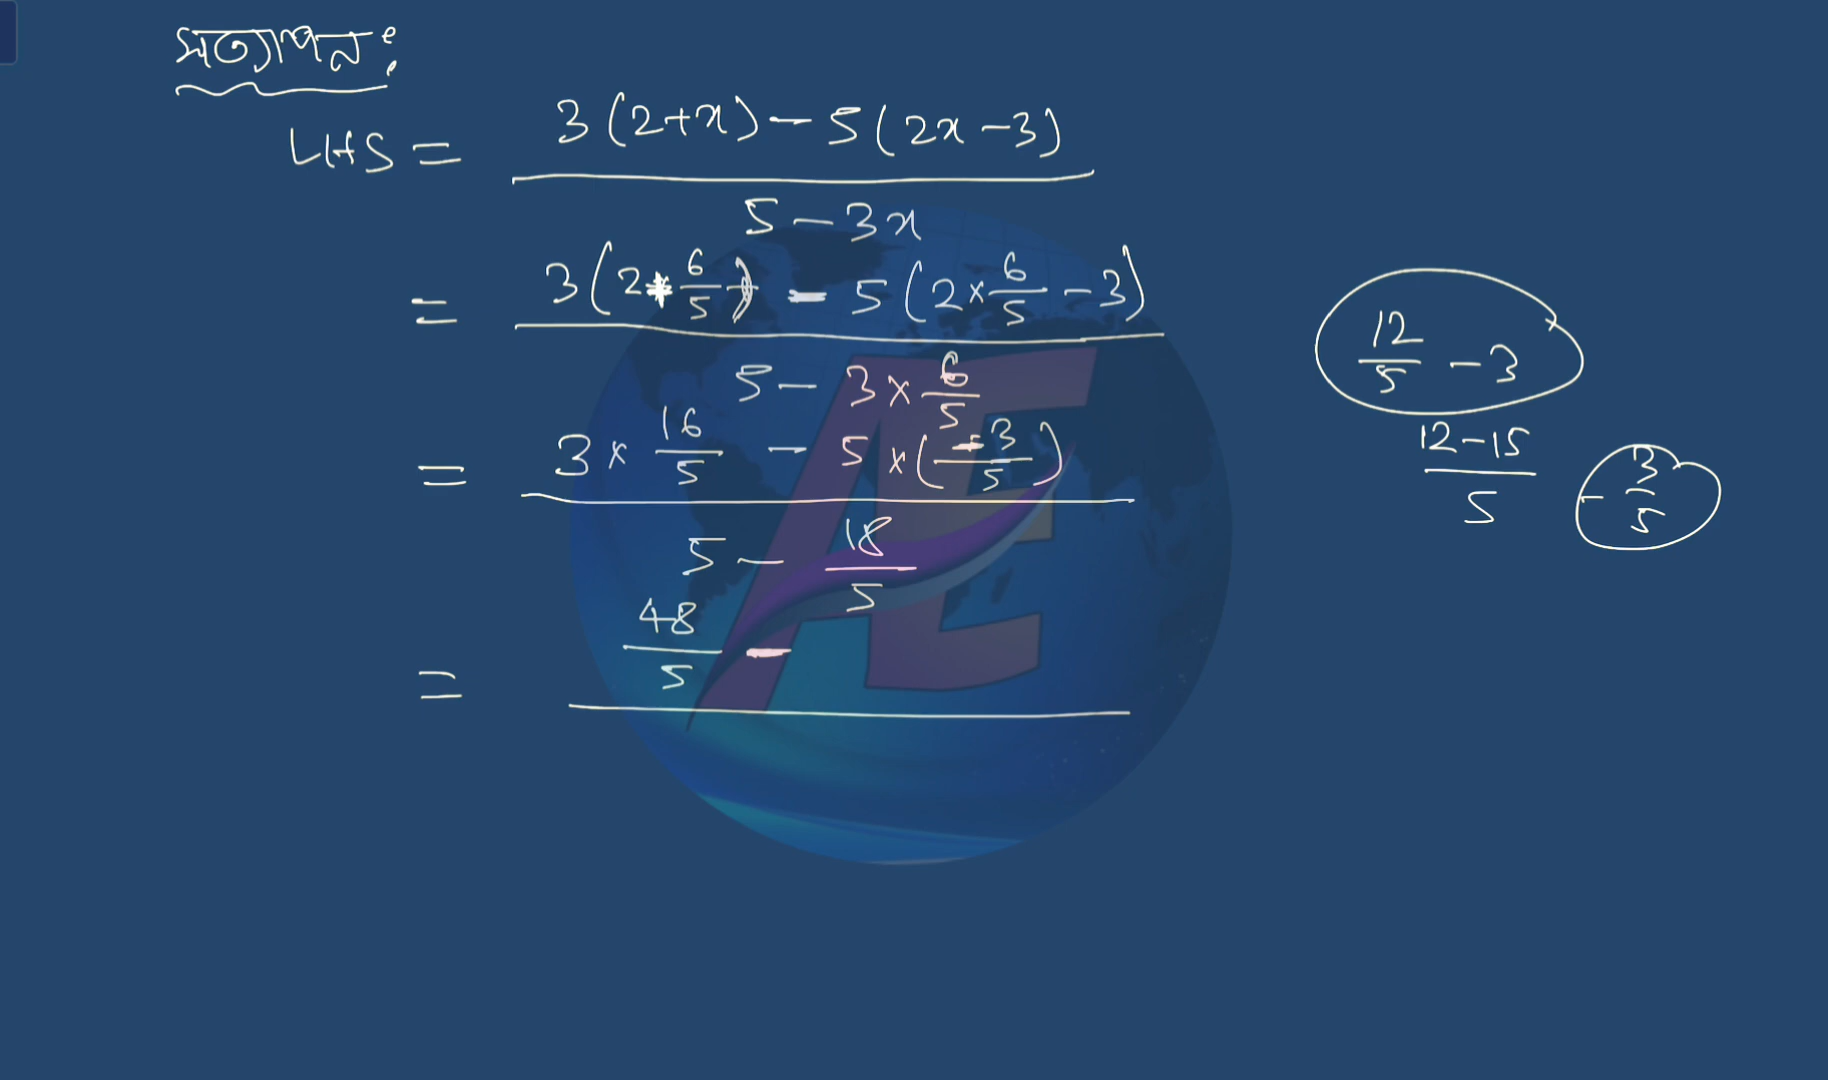 সত্যাপন:
LHS = (3(2+x) - 5(2x-3)) / (5-3x)
= (3(2+6/5) - 5(2×6/5-3)) / (5-3×6/5)
= (3×16/5 - 5×(-3/5)) / (5-18/5)
= 48/5 -
12/5 - 3
12-15 / 5
-3/5